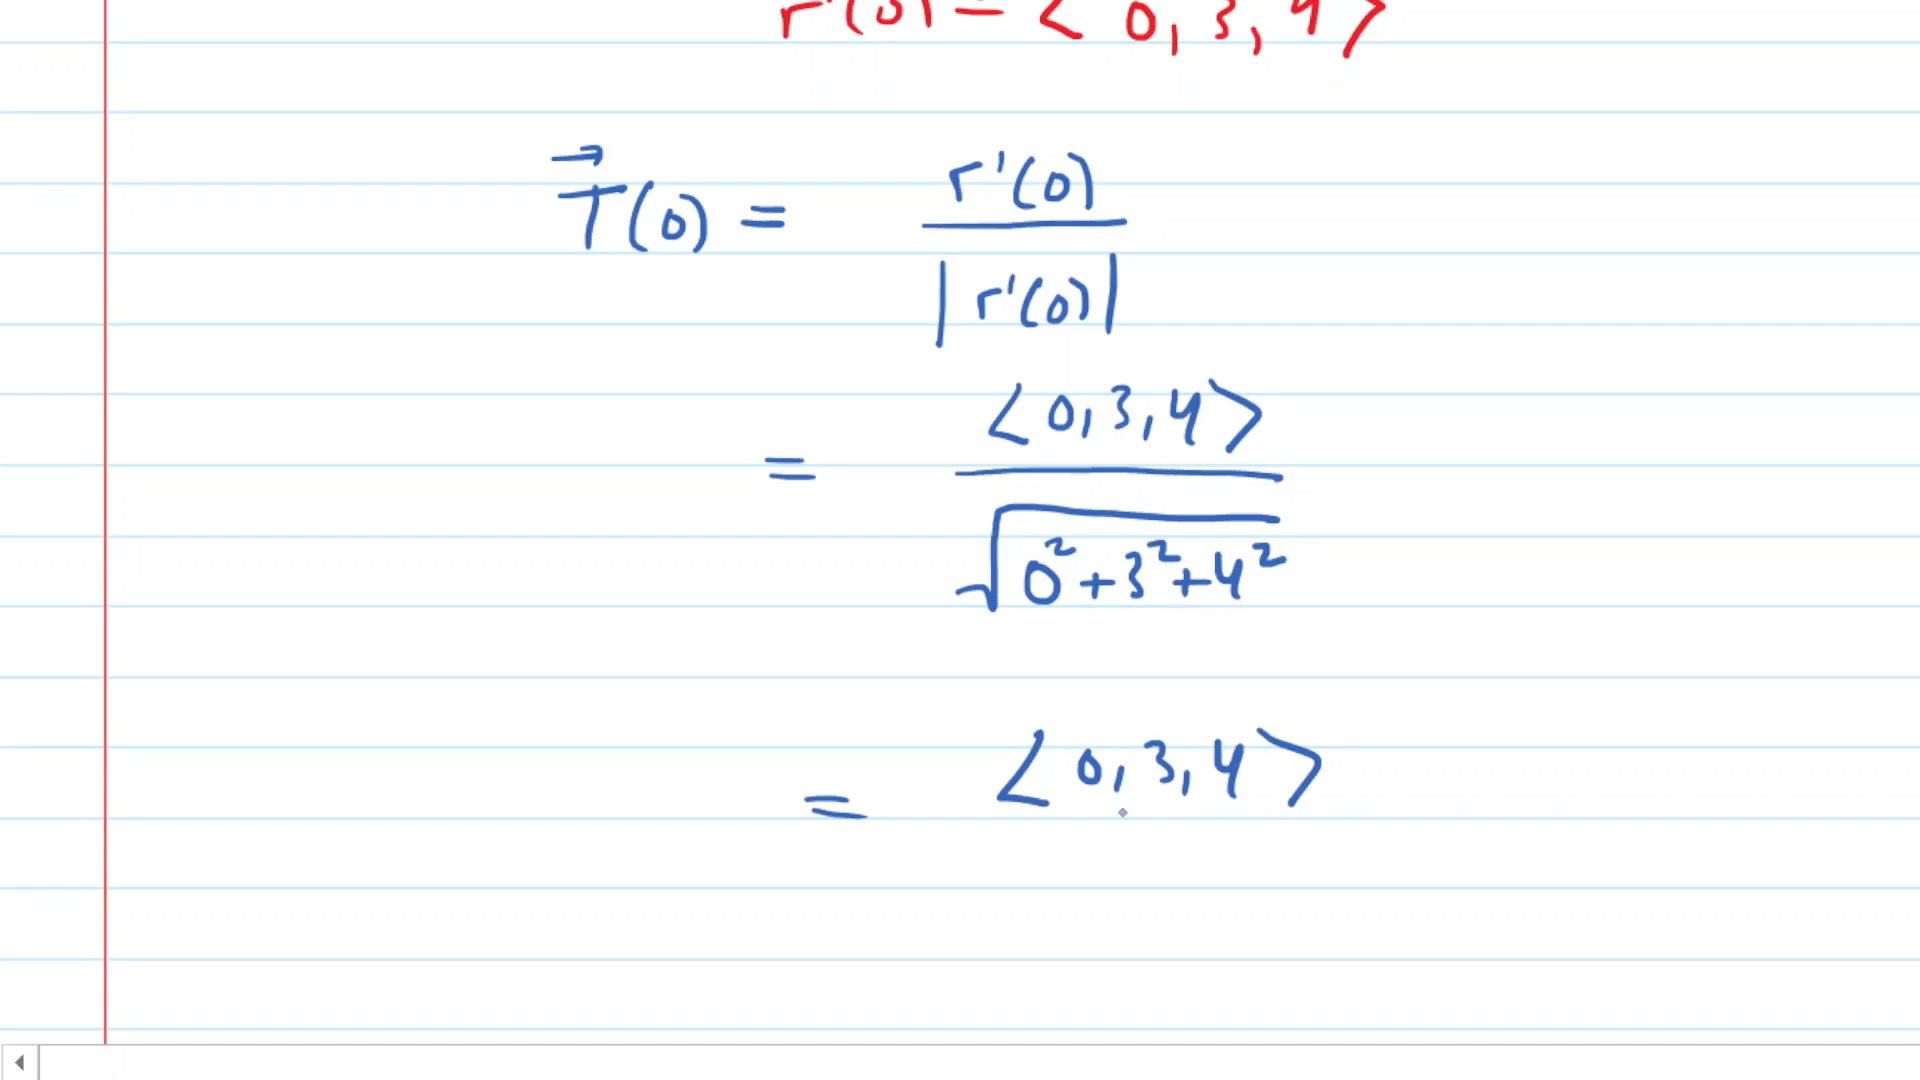 r'(0) = < 0, 3, 4 >
→
T(0) = r'(0)
|r'(0)|
= < 0, 3, 4 >
√0²+3²+4²
= < 0, 3, 4 >